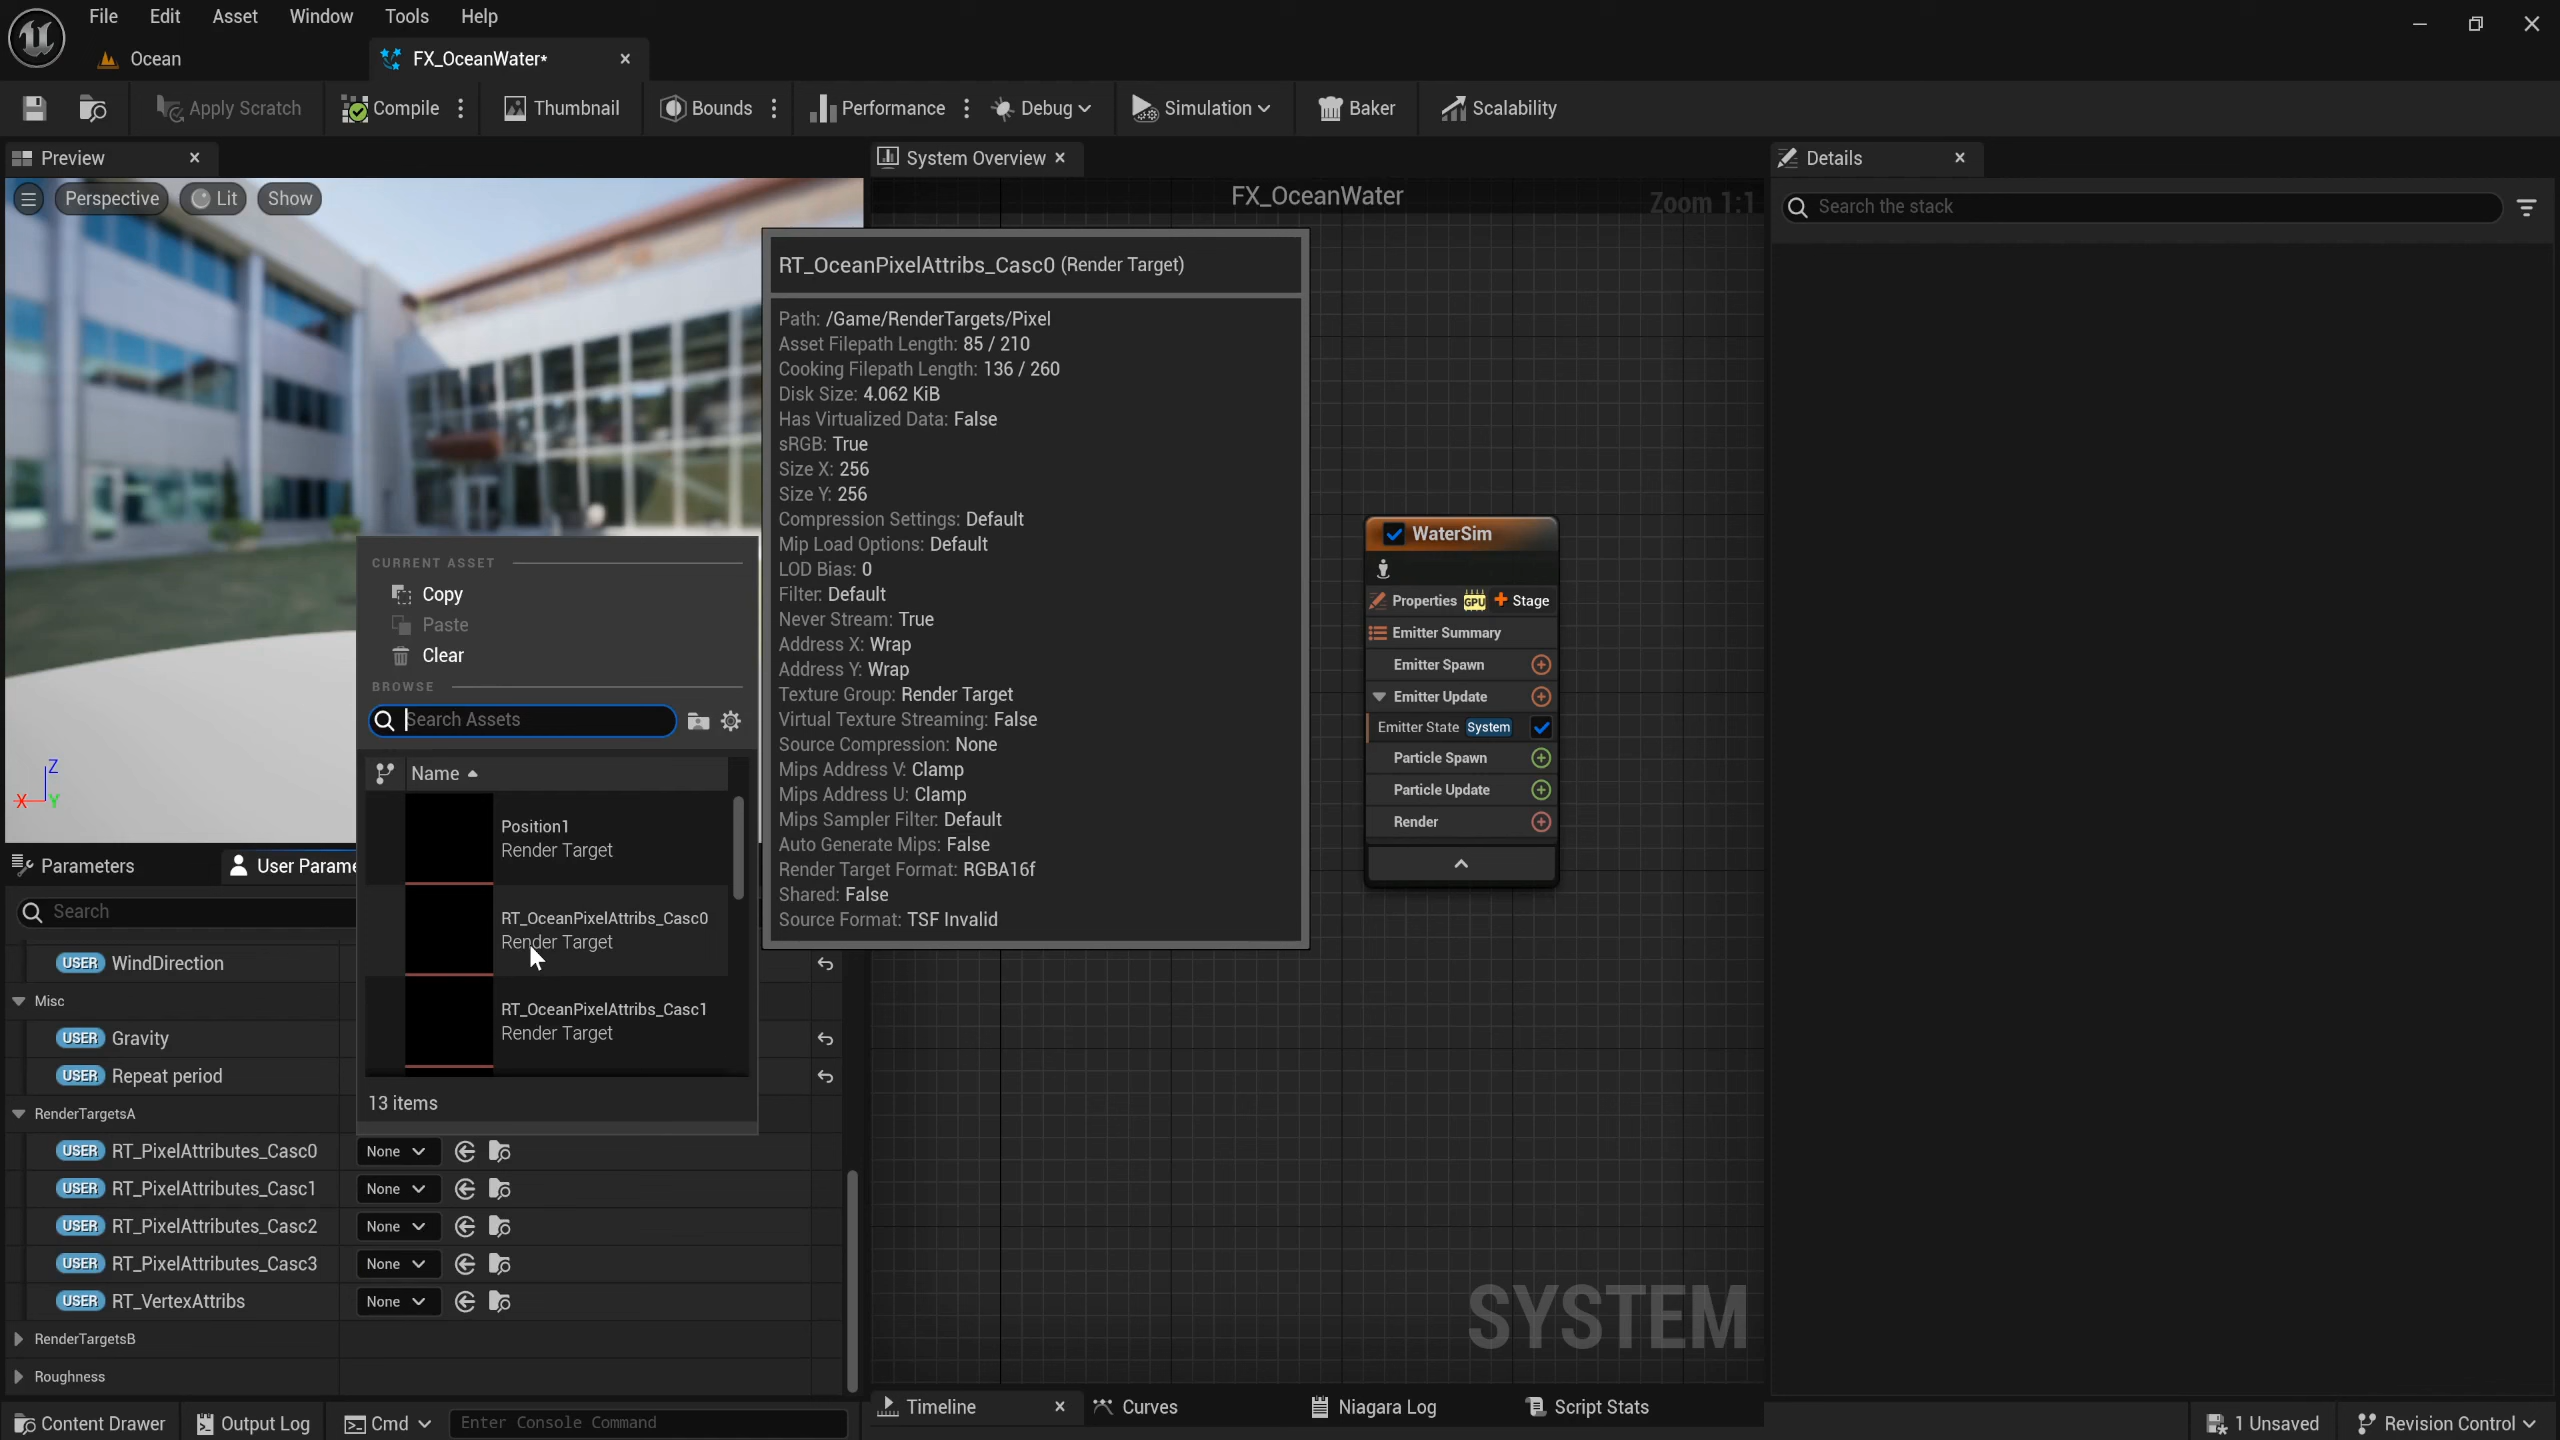 File Edit Asset Window Tools Help
Ocean FX_OceanWater*
Apply Scratch Compile Thumbnail Bounds Performance Debug Simulation Baker Scalability
Preview System Overview Details
Perspective Lit Show FX_OceanWater Zoom 1:1 Search the stack
RT_OceanPixelAttribs_Casc0 (Render Target)
Path: /Game/RenderTargets/Pixel
Asset Filepath Length: 85 / 210
Cooking Filepath Length: 136 / 260
Disk Size: 4.062 KiB
Has Virtualized Data: False
sRGB: True
Size X: 256
Size Y: 256
Compression Settings: Default
Mip Load Options: Default
LOD Bias: 0
Filter: Default
Never Stream: True
Address X: Wrap
Address Y: Wrap
Texture Group: Render Target
Virtual Texture Streaming: False
Source Compression: None
Mips Address V: Clamp
Mips Address U: Clamp
Mips Sampler Filter: Default
Auto Generate Mips: False
Render Target Format: RGBA16f
Shared: False
Source Format: TSF Invalid
WaterSim
Properties GPU Stage
Emitter Summary
Emitter Spawn
Emitter Update
Emitter State System
Particle Spawn
Particle Update
Render
CURRENT ASSET
Copy
Paste
Clear
BROWSE
Search Assets
Name
Position1
Render Target
RT_OceanPixelAttribs_Casc0
Render Target
RT_OceanPixelAttribs_Casc1
Render Target
13 items
Z
X Y
Parameters User Parame
Search
USER WindDirection
Misc
USER Gravity
USER Repeat period
RenderTargetsA
USER RT_PixelAttributes_Casc0 None
USER RT_PixelAttributes_Casc1 None
USER RT_PixelAttributes_Casc2 None
USER RT_PixelAttributes_Casc3 None
USER RT_VertexAttribs None
RenderTargetsB
Roughness
SYSTEM
Timeline Curves Niagara Log Script Stats
Content Drawer Output Log Cmd Enter Console Command 1 Unsaved Revision Control